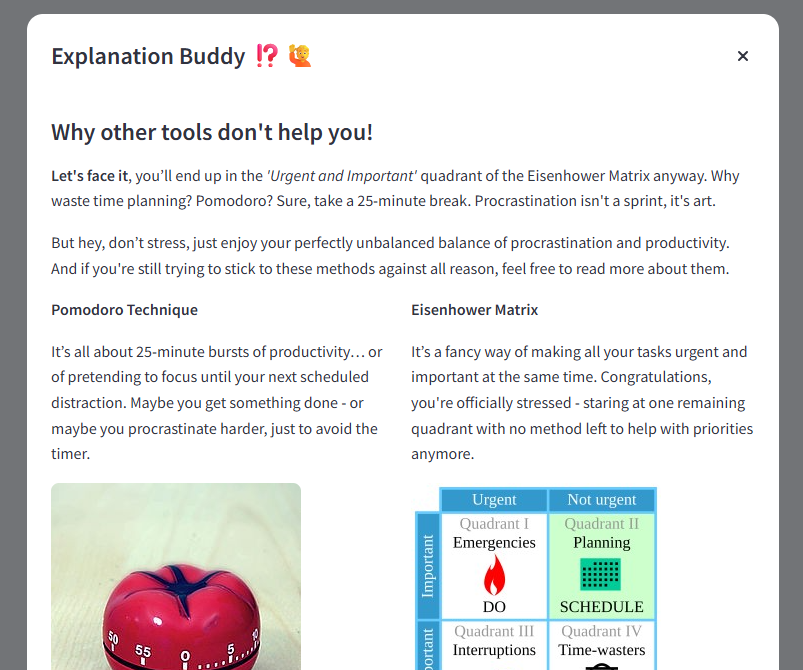 Explanation Buddy ⁉️ 🙋
Why other tools don't help you!
Let's face it, you’ll end up in the 'Urgent and Important' quadrant of the Eisenhower Matrix anyway. Why
waste time planning? Pomodoro? Sure, take a 25-minute break. Procrastination isn't a sprint, it's art.
But hey, don’t stress, just enjoy your perfectly unbalanced balance of procrastination and productivity.
And if you're still trying to stick to these methods against all reason, feel free to read more about them.
Pomodoro Technique
It’s all about 25-minute bursts of productivity… or
of pretending to focus until your next scheduled
distraction. Maybe you get something done - or
maybe you procrastinate harder, just to avoid the
timer.
Eisenhower Matrix
It’s a fancy way of making all your tasks urgent and
important at the same time. Congratulations,
you're officially stressed - staring at one remaining
quadrant with no method left to help with priorities
anymore.
50 55 0 5 10
Urgent
Not urgent
Important
Quadrant I
Emergencies
DO
Quadrant II
Planning
SCHEDULE
Quadrant III
Interruptions
Quadrant IV
Time-wasters